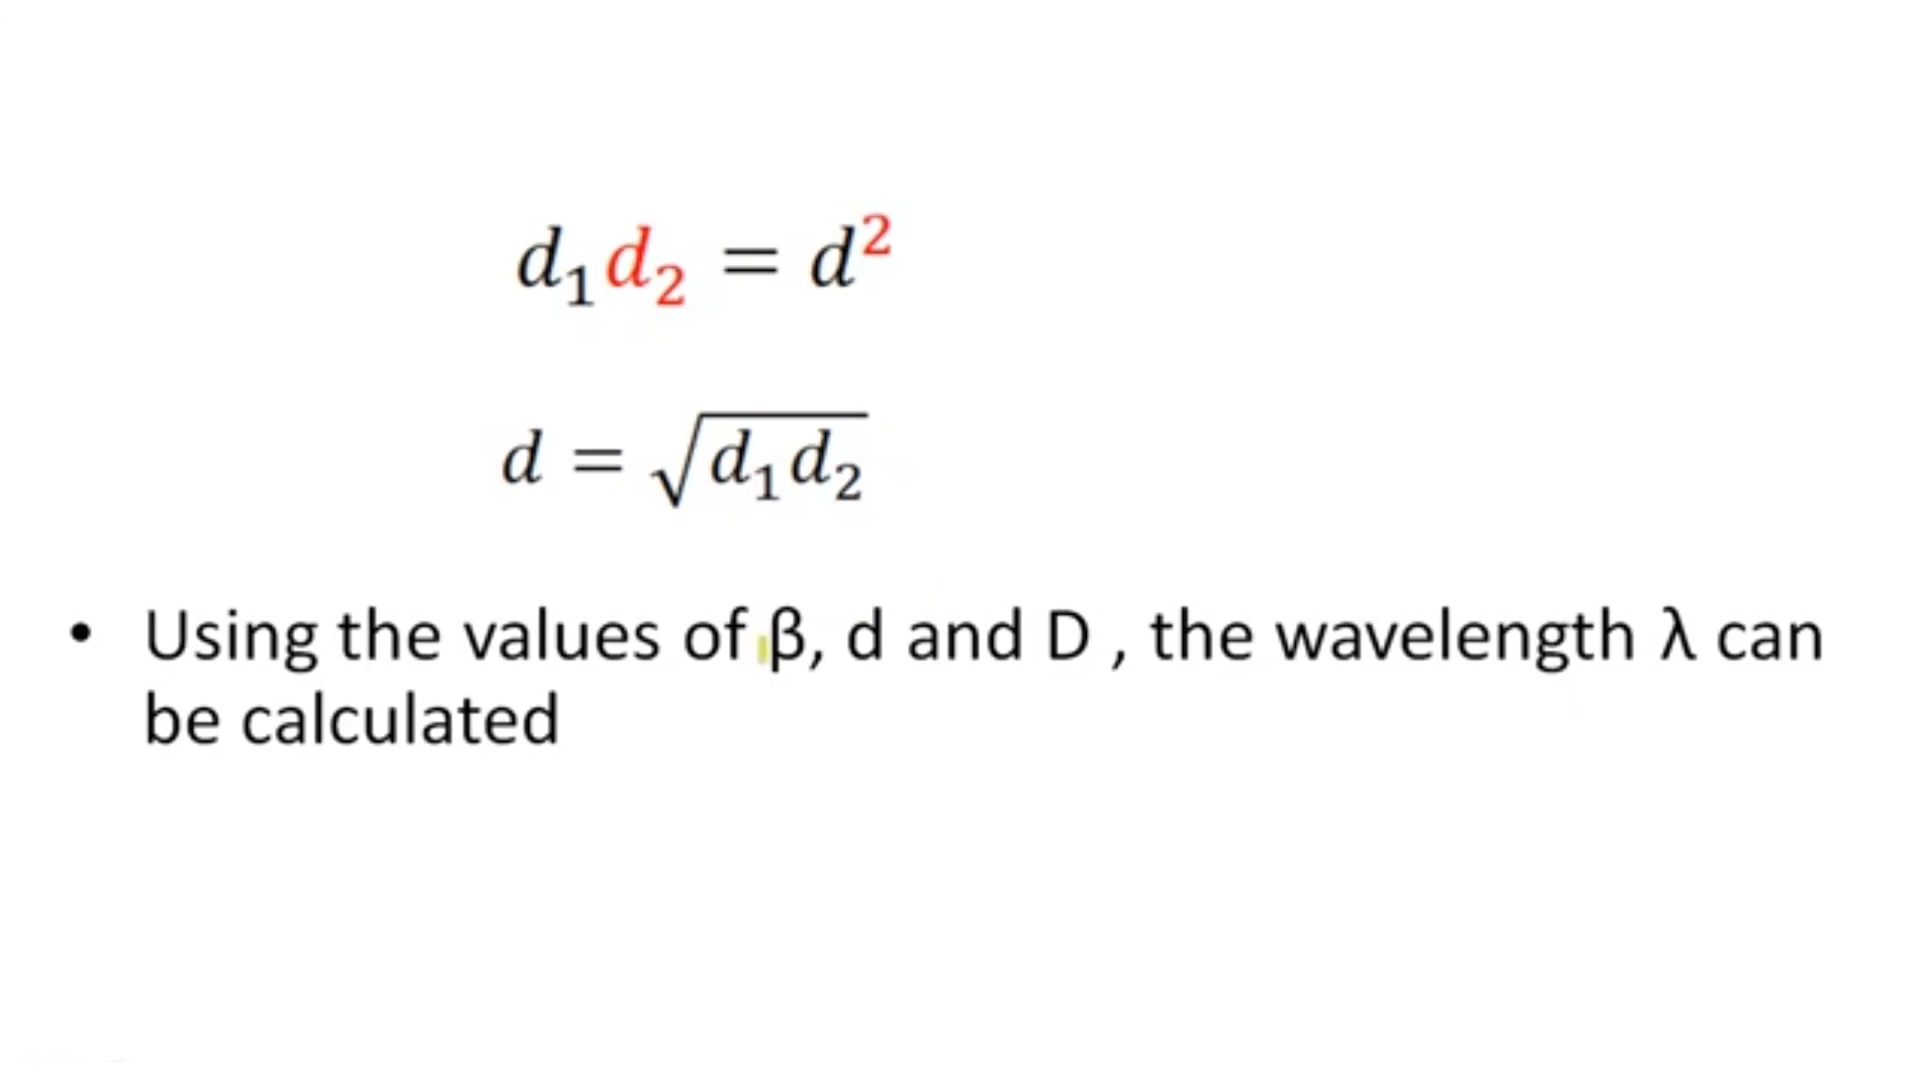 d₁d₂ = d²
d = √d₁d₂
• Using the values of β, d and D , the wavelength λ can
be calculated